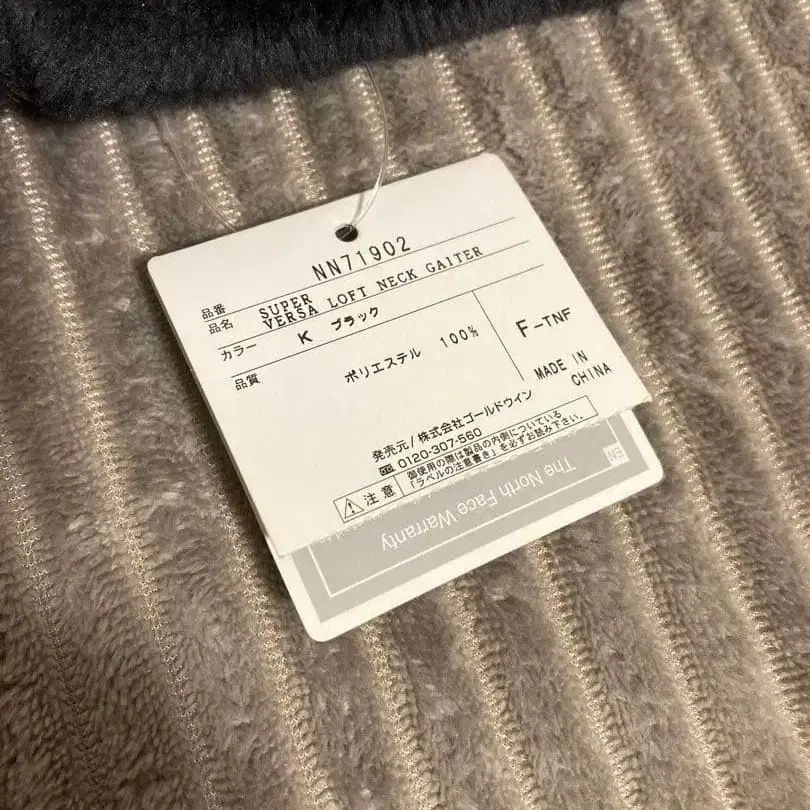 品番 NN71902
品名 SUPER
VERSA LOFT NECK GAITER
カラー K ブラック
品質 ポリエステル 100%
F-TNF
MADE IN
CHINA
発売元/株式会社ゴールドウイン
0120-307-560
注意
御使用の際は製品の内側についている
「ラベルの注意書き」を必ずお読み下さい。
EN
The North Face Warranty